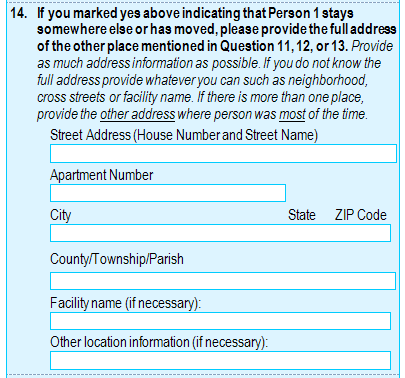 14. If you marked yes above indicating that Person 1 stays
somewhere else or has moved, please provide the full address
of the other place mentioned in Question 11, 12, or 13. Provide
as much address information as possible. If you do not know the
full address provide whatever you can such as neighborhood,
cross streets or facility name. If there is more than one place,
provide the other address where person was most of the time.
Street Address (House Number and Street Name)
Apartment Number
City State ZIP Code
County/Township/Parish
Facility name (if necessary):
Other location information (if necessary):